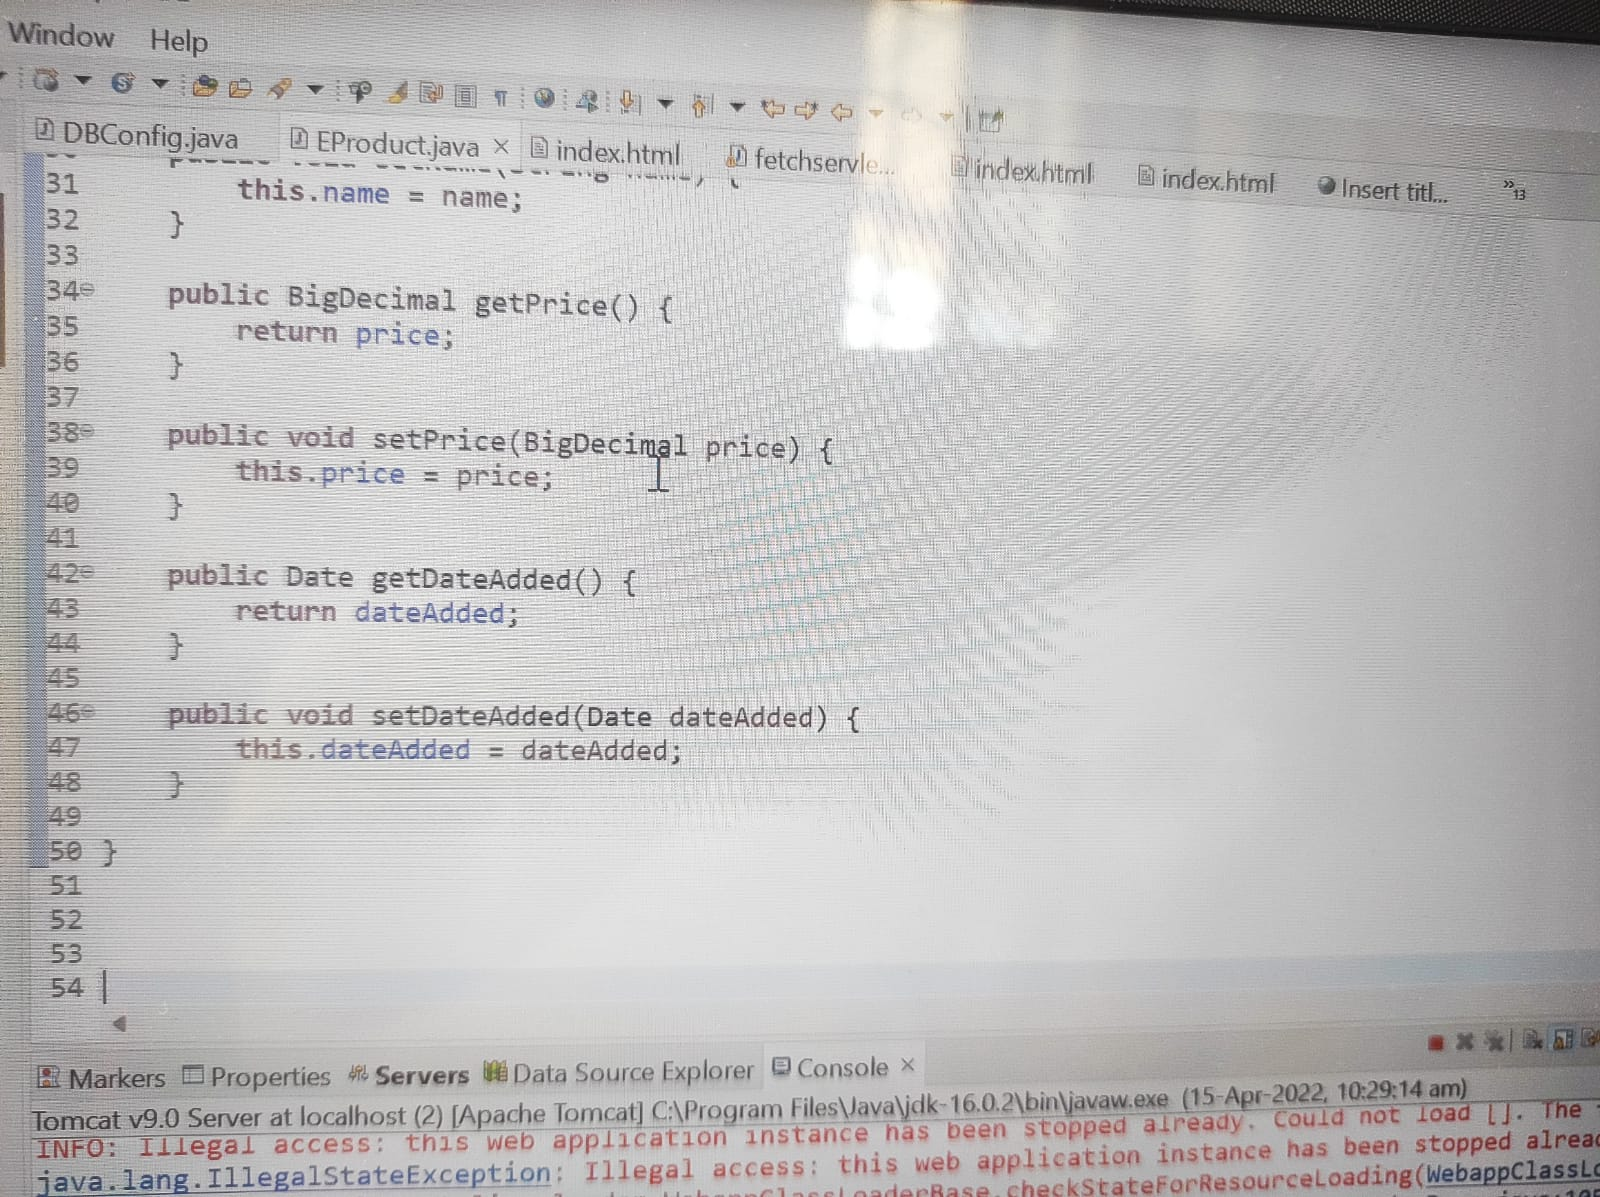 Window Help
DBConfig.java EProduct.java × index.html fetchservle... index.html index.html Insert titl... »13
31 this.name = name;
32 }
33
34 public BigDecimal getPrice() {
35 return price;
36 }
37
38 public void setPrice(BigDecimal price) {
39 this.price = price;
40 }
41
42 public Date getDateAdded() {
43 return dateAdded;
44 }
45
46 public void setDateAdded(Date dateAdded) {
47 this.dateAdded = dateAdded;
48 }
49
50 }
51
52
53
54
Markers Properties Servers Data Source Explorer Console ×
Tomcat v9.0 Server at localhost (2) [Apache Tomcat] C:\Program Files\Java\jdk-16.0.2\bin\javaw.exe (15-Apr-2022, 10:29:14 am)
INFO: Illegal access: this web application instance has been stopped already. Could not load []. The
java.lang.IllegalStateException: Illegal access: this web application instance has been stopped alrea
checkStateForResourceLoading(WebappClassLo